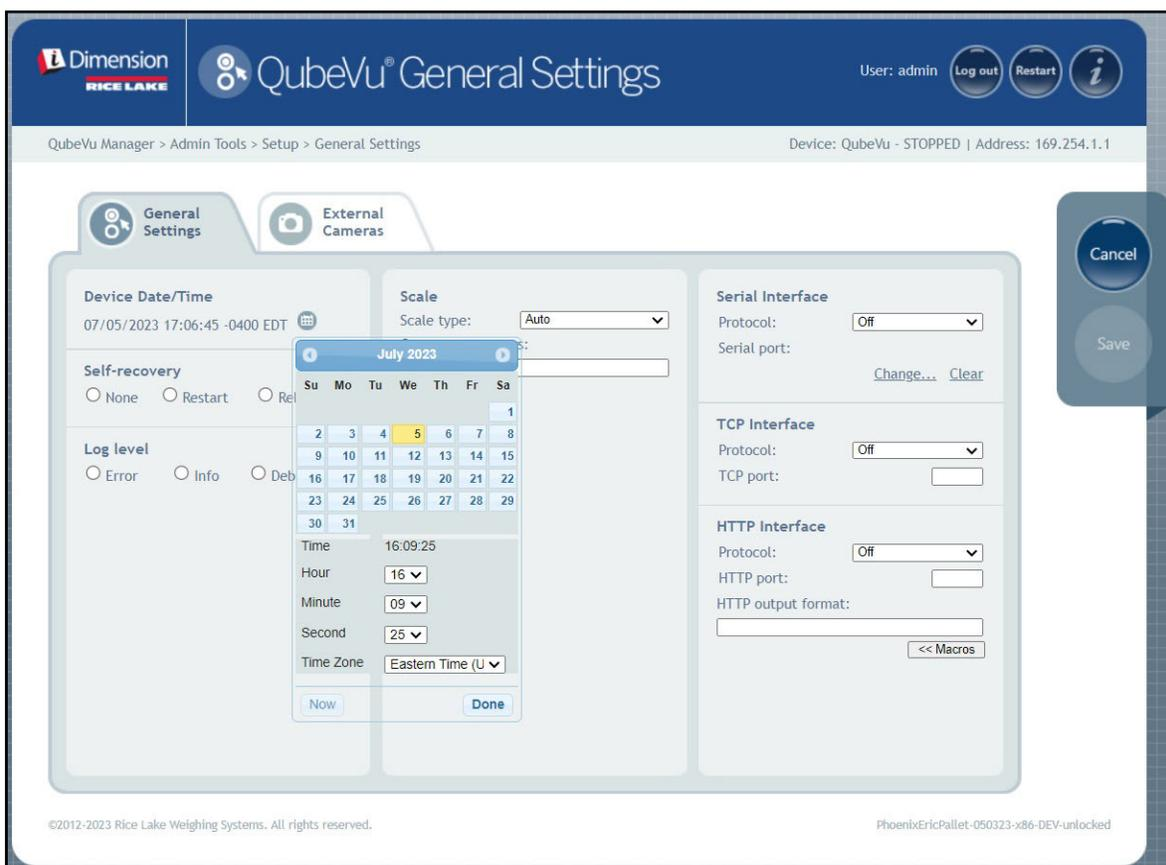 iDimension
RICE LAKE
QubeVu® General Settings
User: admin
Log out
Restart
i
QubeVu Manager > Admin Tools > Setup > General Settings
Device: QubeVu - STOPPED | Address: 169.254.1.1
General
Settings
External
Cameras
Cancel
Save
Device Date/Time
07/05/2023 17:06:45 -0400 EDT
Self-recovery
None Restart
Log level
Error Info
July 2023
Su Mo Tu We Th Fr Sa
1
2 3 4 5 6 7 8
9 10 11 12 13 14 15
16 17 18 19 20 21 22
23 24 25 26 27 28 29
30 31
Time 16:09:25
Hour 16
Minute 09
Second 25
Time Zone Eastern Time (U
Now Done
Scale
Scale type: Auto
Serial Interface
Protocol: Off
Serial port:
Change... Clear
TCP Interface
Protocol: Off
TCP port:
HTTP Interface
Protocol: Off
HTTP port:
HTTP output format:
<< Macros
©2012-2023 Rice Lake Weighing Systems. All rights reserved.
PhoenixEricPallet-050323-x86-DEV-unlocked